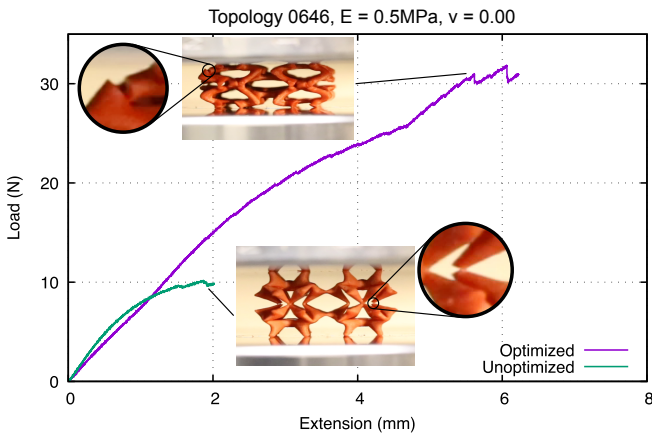 Topology 0646, E = 0.5MPa, v = 0.00
Load (N)
30
20
10
0
0
2
4
6
8
Extension (mm)
Optimized
Unoptimized